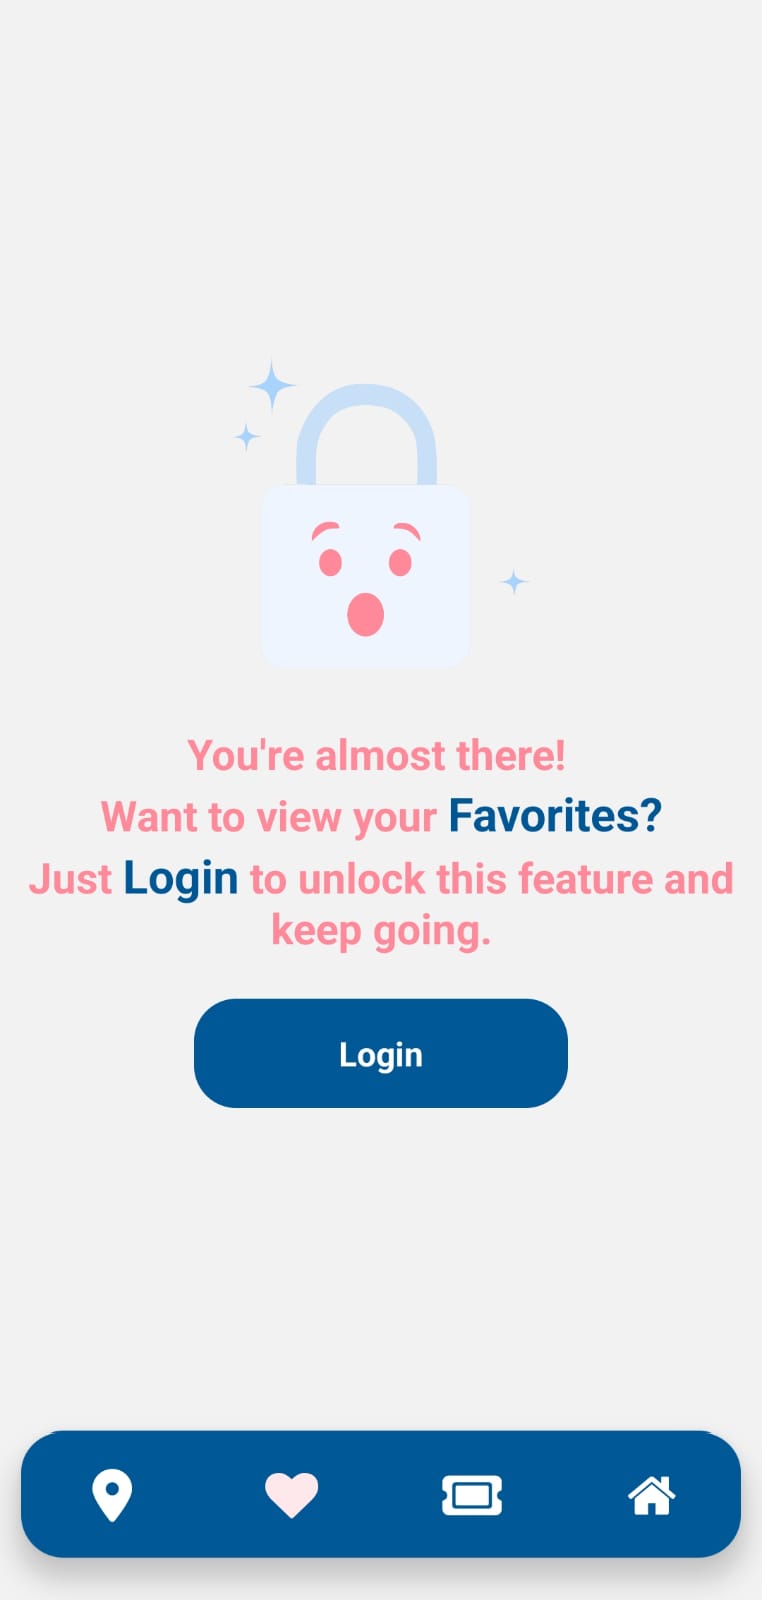 You're almost there!
Want to view your Favorites?
Just Login to unlock this feature and
keep going.
Login